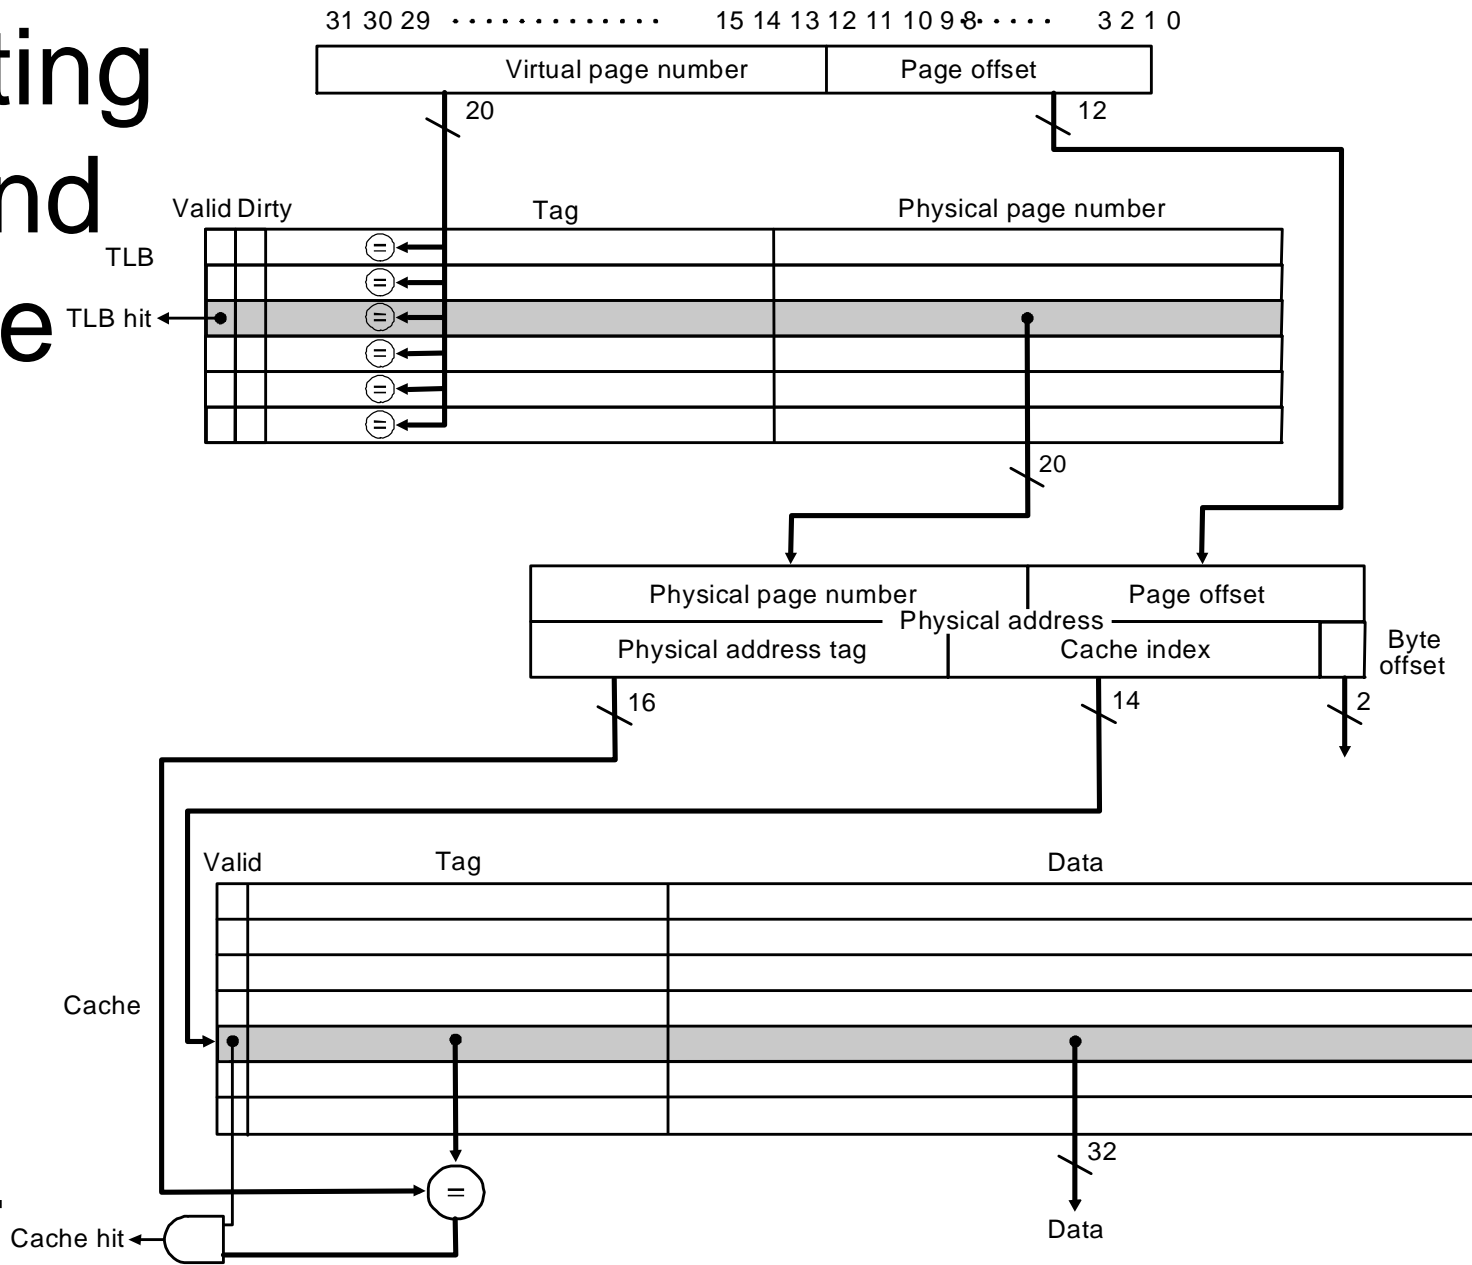 ting
nd
e
31 30 29 ············· 15 14 13 12 11 10 9 8 ····· 3 2 1 0
Virtual page number Page offset
20 12
Valid Dirty Tag Physical page number
TLB
=
=
TLB hit =
=
=
=
20
Physical page number Page offset
Physical address
Physical address tag Cache index Byte
offset
16 14 2
Valid Tag Data
Cache
32
=
Cache hit Data